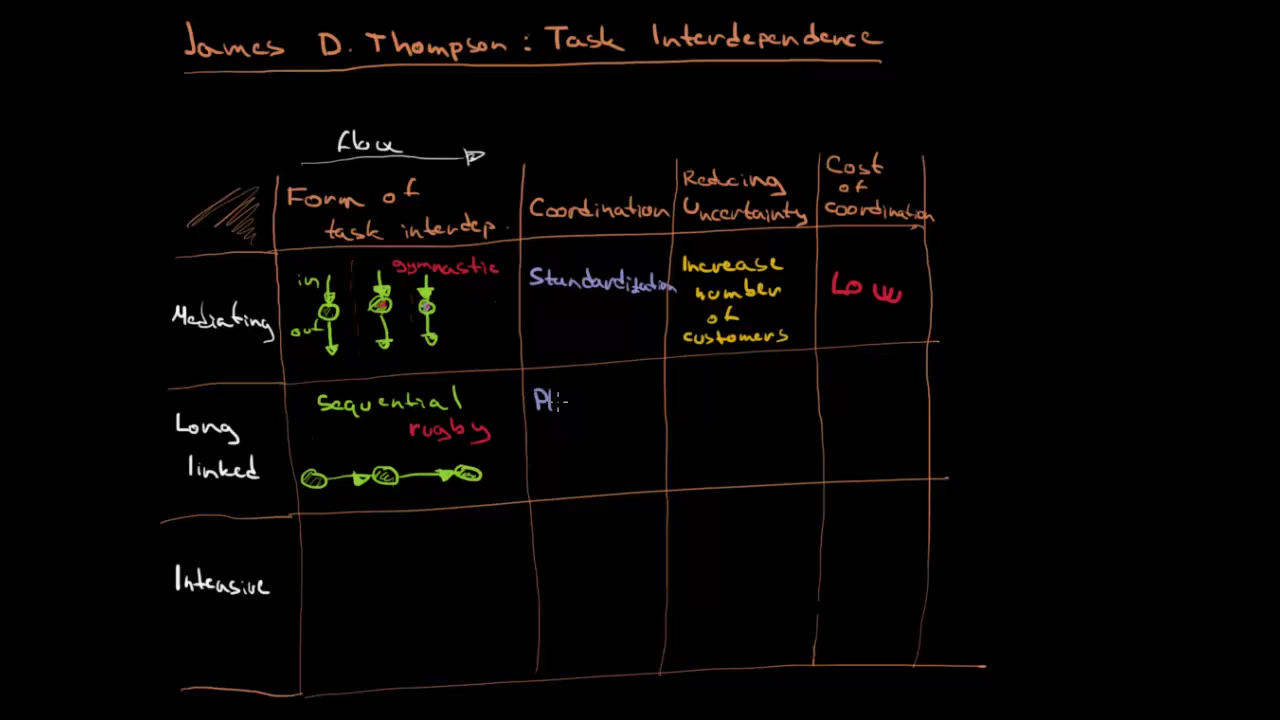 James D. Thompson: Task Interdependence
flow
Form of
task interdep.
Coordination
Reducing
Uncertainty
Cost
of
coordination
Mediating
in
out
gymnastic
Standardization
Increase
number
of
customers
Low
Long
linked
Sequential
rugby
Pl
Intensive